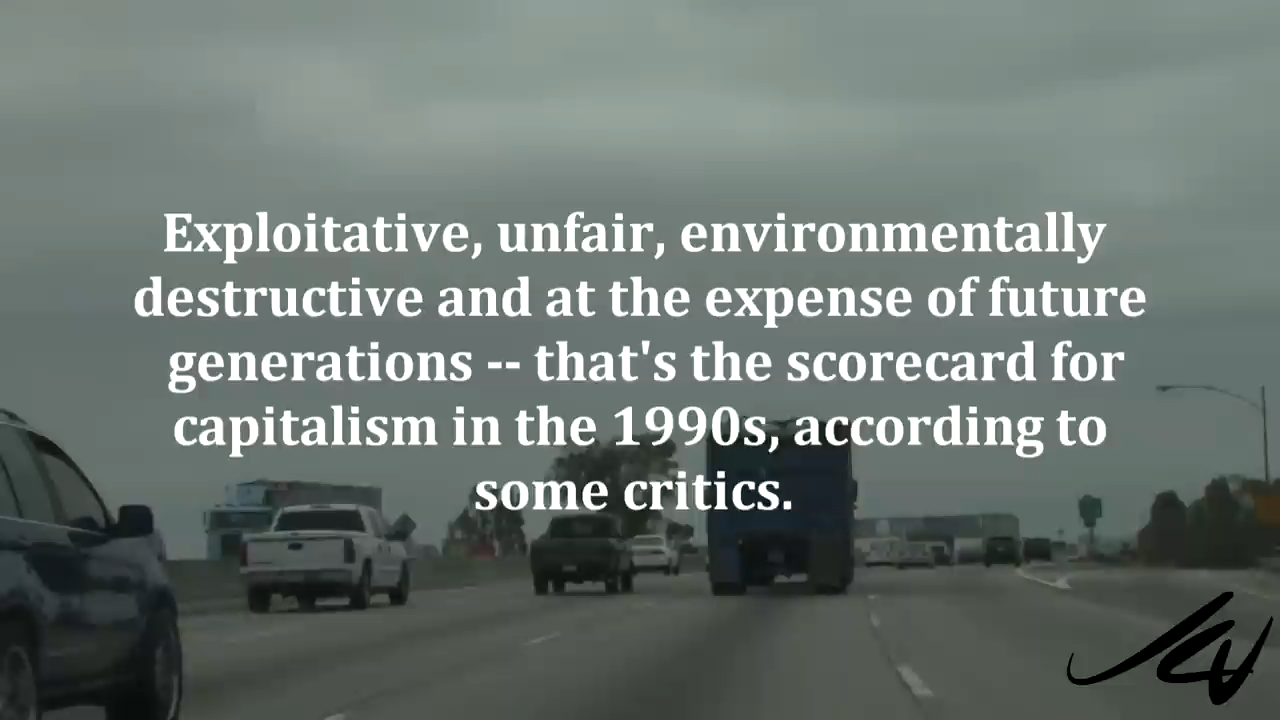 Exploitative, unfair, environmentally
destructive and at the expense of future
generations -- that's the scorecard for
capitalism in the 1990s, according to
some critics.